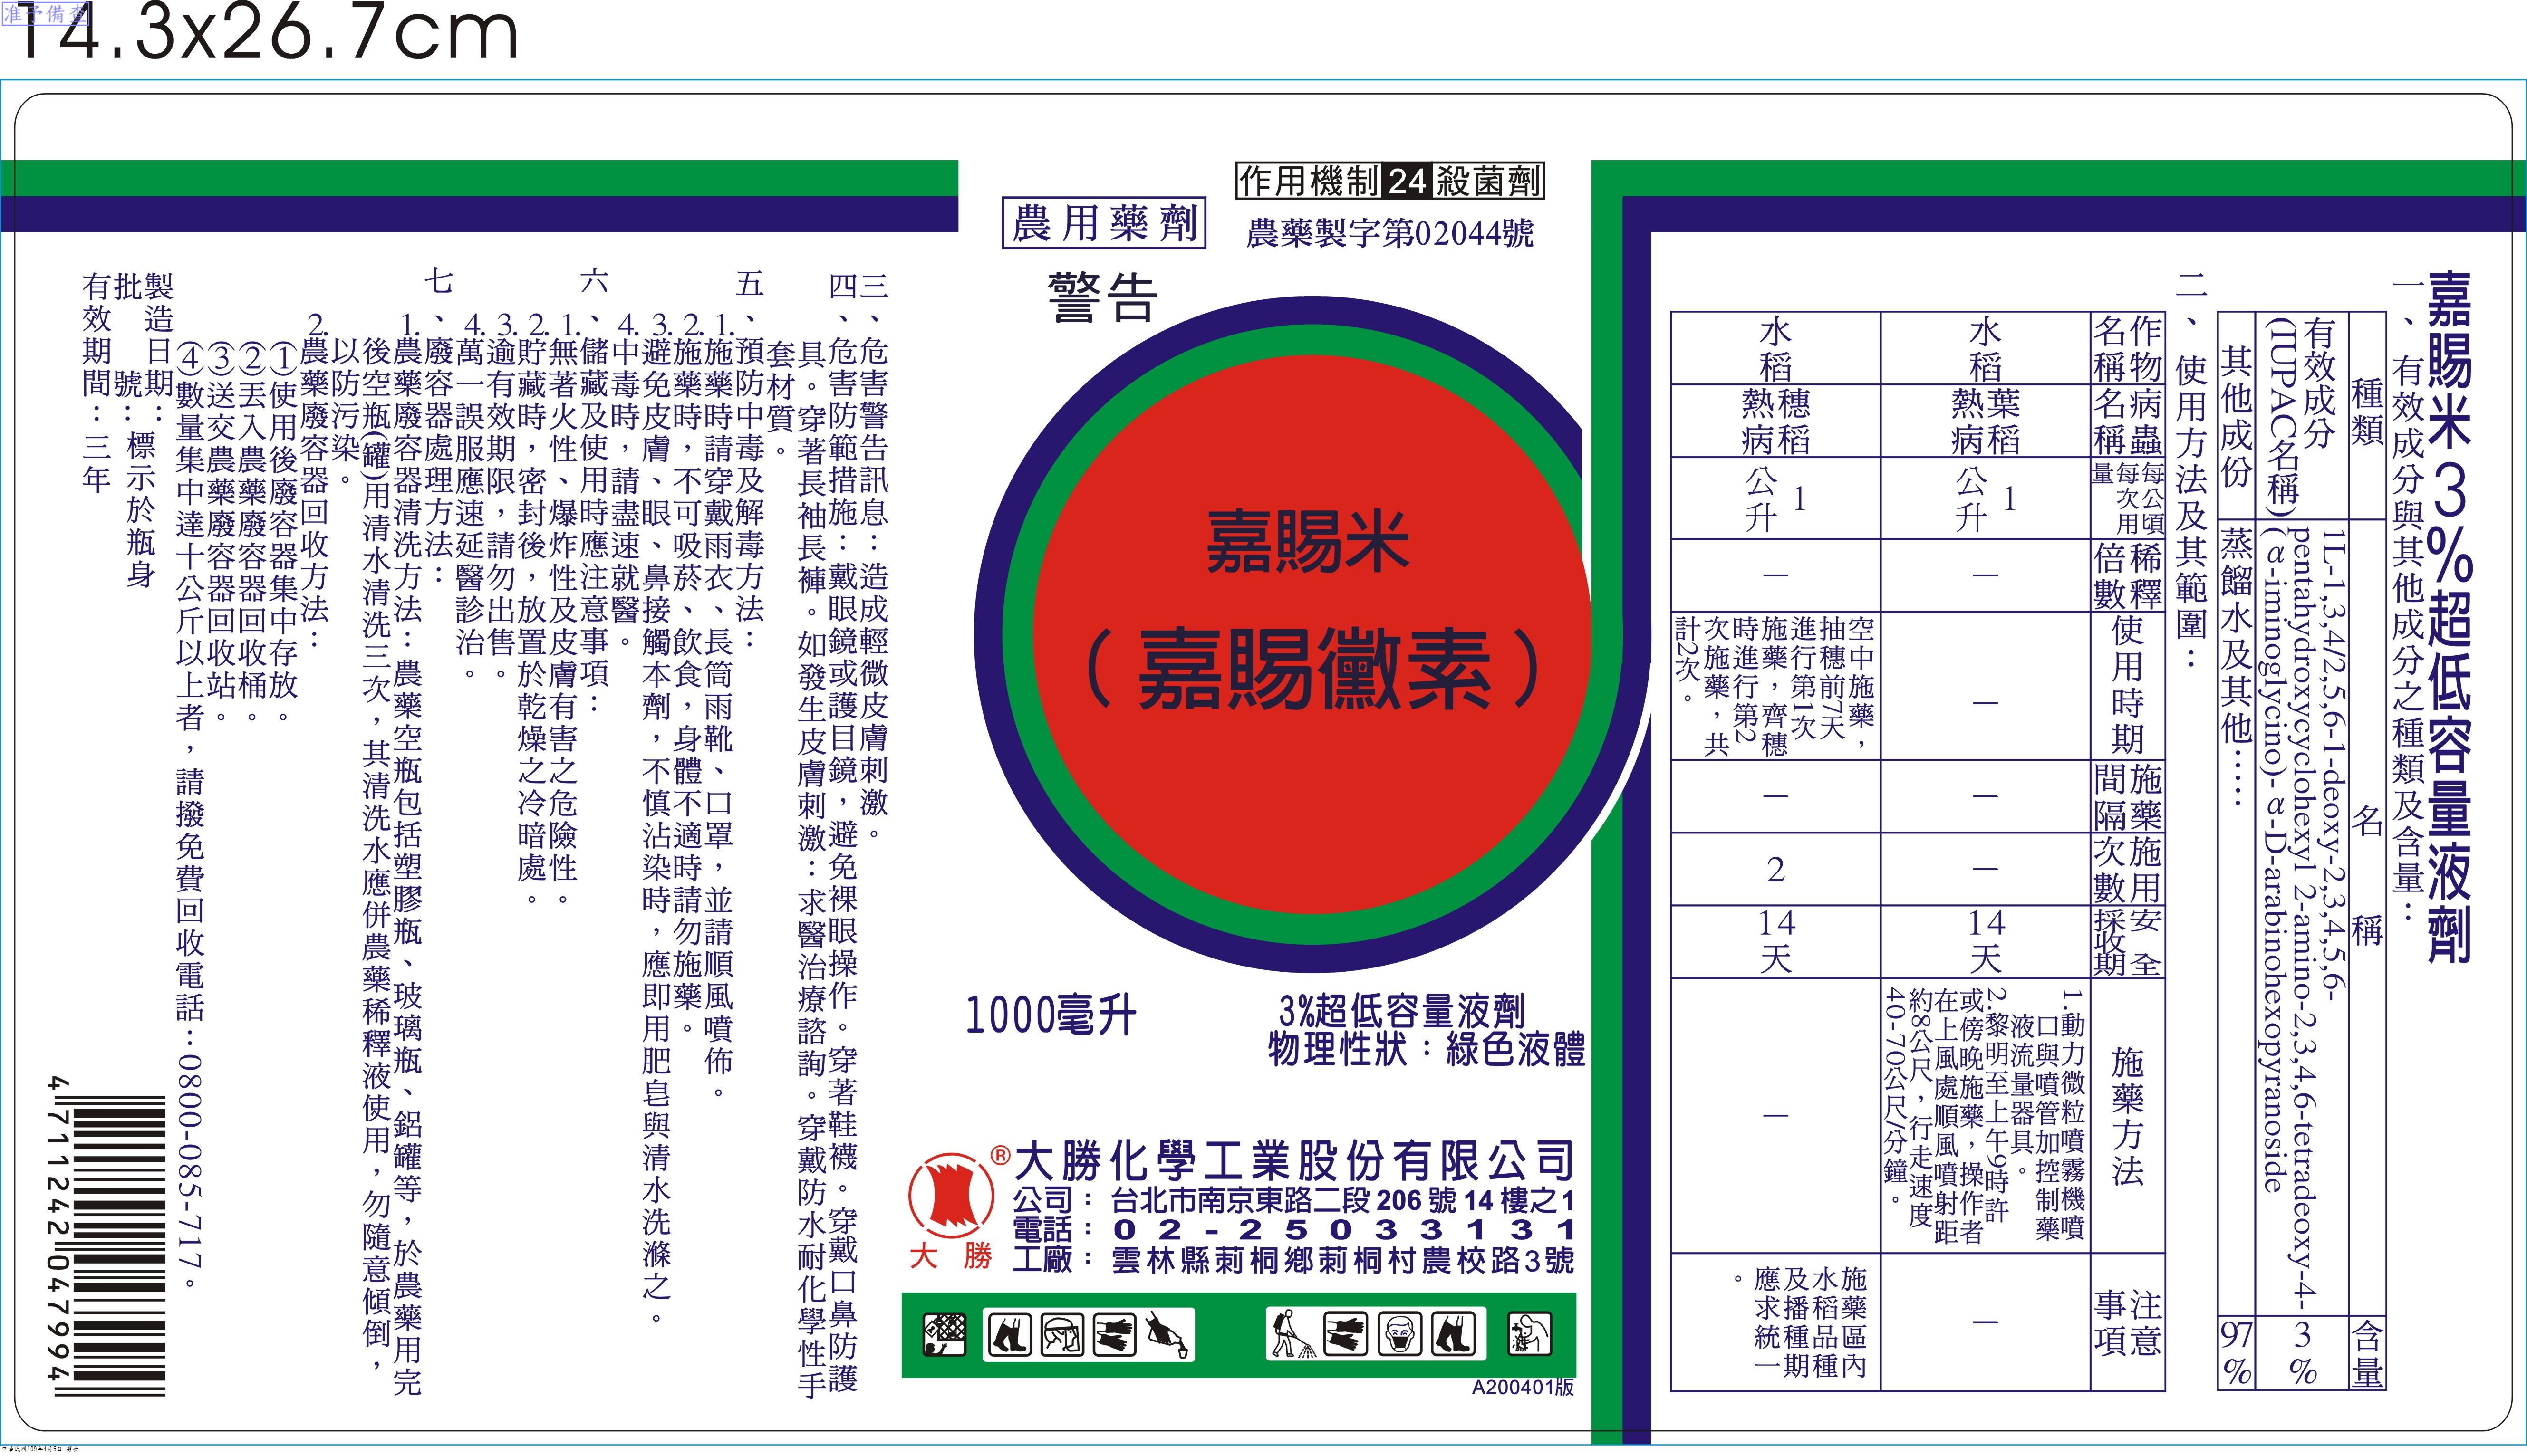 准予備查
14.3x26.7cm
嘉賜米3%超低容量液劑
一、有效成分與其他成分之種類及含量：
種類 名稱 含量
有效成分
(IUPAC名稱)
1L-1,3,4/2,5,6-1-deoxy-2,3,4,5,6-
pentahydroxycyclohexyl 2-amino-2,3,4,6-tetradeoxy-4-
(α-iminoglycino)-α-D-arabinohexopyranoside
3%
其他成份 蒸餾水及其他…… 97%
二、使用方法及其範圍：
作物名稱 病蟲名稱 每公頃每次用量 稀釋倍數 使用時期 施藥間隔 施用次數 安全採收期 施藥方法 注意事項
水稻 葉稻熱病 1公升 — — — — 14天
1.動力微粒噴霧機噴
口與噴管加控制藥
液流量器具。
2.黎明至上午9時許
或傍晚施藥，操作者
在上風處順風噴射距
約8公尺，行走速度
40-70公尺/分鐘。
—
水稻 穗稻熱病 1公升 —
空中施藥，
抽穗前7天
進行第1次
施藥，齊穗
時進行第2
次施藥，共
計2次。
— 2 14天 —
施藥區內
水稻品種
及播種期
應求統一
。
作用機制 24 殺菌劑
農用藥劑
農藥製字第02044號
警告
嘉賜米
（嘉賜黴素）
1000毫升
3%超低容量液劑
物理性狀：綠色液體
®
大勝
大勝化學工業股份有限公司
公司：台北市南京東路二段206號14樓之1
電話：02-25033131
工廠：雲林縣莿桐鄉莿桐村農校路3號
A200401版
三、危害警告訊息：造成輕微皮膚刺激。
四、危害防範措施：戴眼鏡或護目鏡，避免裸眼操作。穿著鞋襪。穿戴口鼻防護
具。穿著長袖長褲。如發生皮膚刺激：求醫治療諮詢。穿戴防水耐化學性手
套材質。
五、預防中毒及解毒方法：
1.施藥時請穿戴雨衣、長筒雨靴、口罩，並請順風噴佈。
2.施藥時，不可吸菸、飲食，身體不適時請勿施藥。
3.避免皮膚、眼、鼻接觸本劑，不慎沾染時，應即用肥皂與清水洗滌之。
4.中毒時，請盡速就醫。
六、儲藏及使用時應注意事項：
1.無著火性、爆炸性及皮膚有害之危險性。
2.貯藏時，密封後，放置於乾燥之冷暗處。
3.逾有效期限，請勿出售。
4.萬一誤服應速延醫診治。
七、廢容器處理方法：
1.農藥廢容器清洗方法：農藥空瓶包括塑膠瓶、玻璃瓶、鋁罐等，於農藥用完
後空瓶(罐)用清水清洗三次，其清洗水應併農藥稀釋液使用，勿隨意傾倒，
以防污染。
2.農藥廢容器回收方法：
(1)使用後廢容器集中存放。
(2)丟入農藥廢容器回收桶。
(3)送交農藥廢容器回收站。
(4)數量集中達十公斤以上者，請撥免費回收電話：0800-085-717。
製造日期：
批號：標示於瓶身
有效期間：三年
4711242047994
中華民國109年4月6日